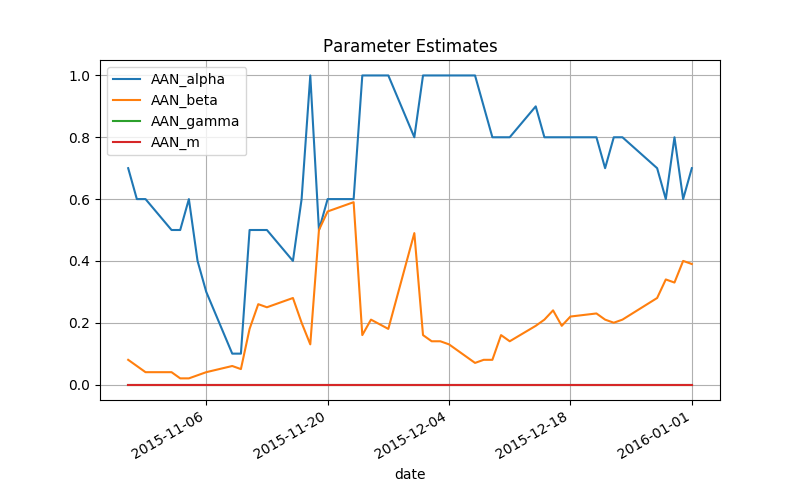 Parameter Estimates
AAN_alpha
AAN_beta
AAN_gamma
AAN_m
1.0
0.8
0.6
0.4
0.2
0.0
2015-11-06
2015-11-20
2015-12-04
2015-12-18
2016-01-01
date